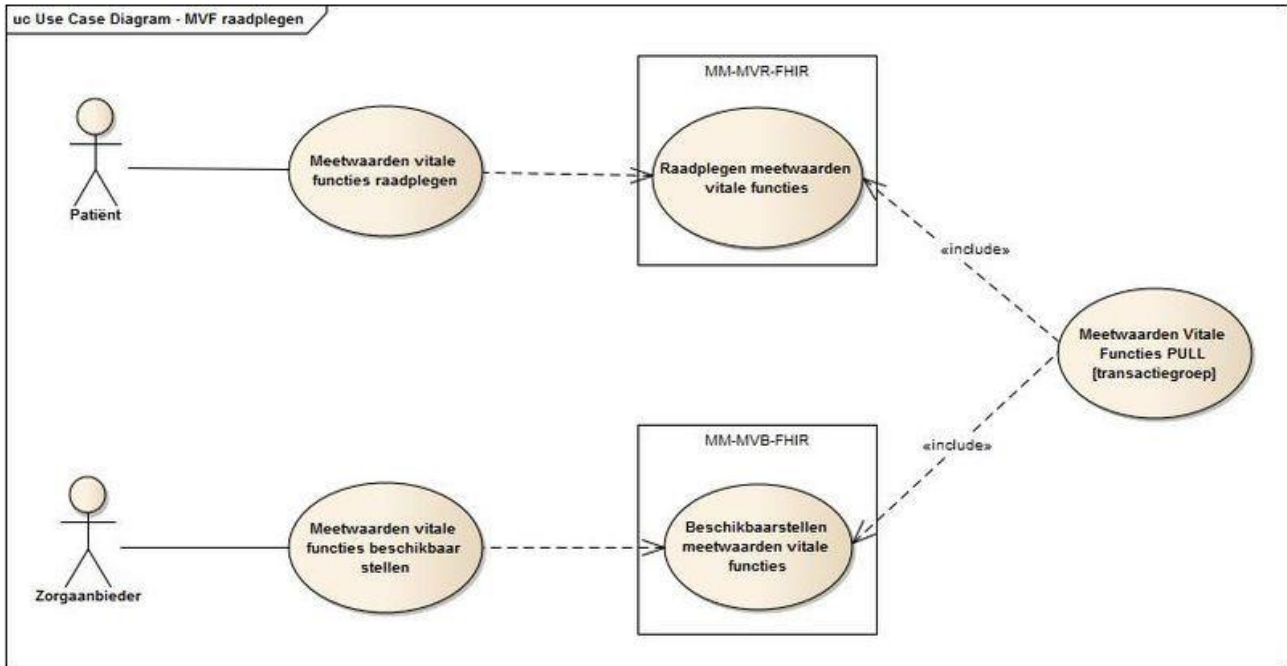 uc Use Case Diagram - MVF raadplegen
MM-MVR-FHIR
Patiënt
Meetwaarden vitale
functies raadplegen
Raadplegen meetwaarden
vitale functies
«include»
Meetwaarden Vitale
Functies PULL
[transactiegroep]
«include»
MM-MVB-FHIR
Zorgaanbieder
Meetwaarden vitale
functies beschikbaar
stellen
Beschikbaarstellen
meetwaarden vitale
functies